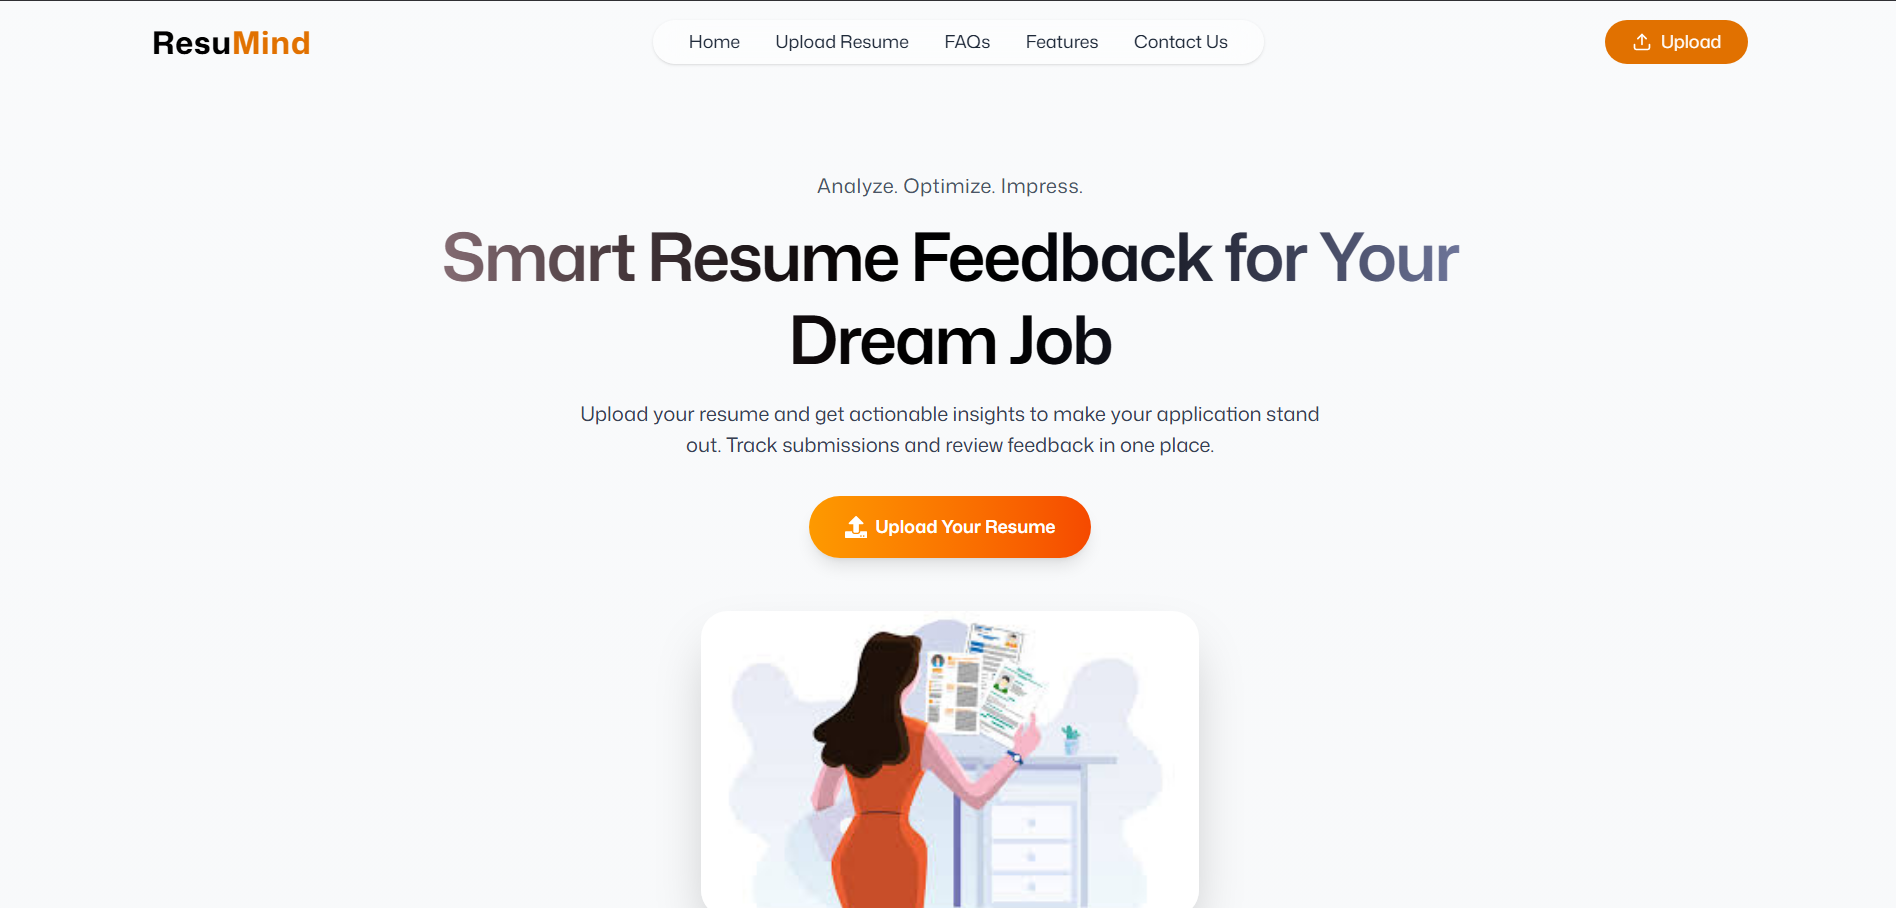 ResuMind
Home
Upload Resume
FAQs
Features
Contact Us
Upload
Analyze. Optimize. Impress.
Smart Resume Feedback for Your
Dream Job
Upload your resume and get actionable insights to make your application stand
out. Track submissions and review feedback in one place.
Upload Your Resume